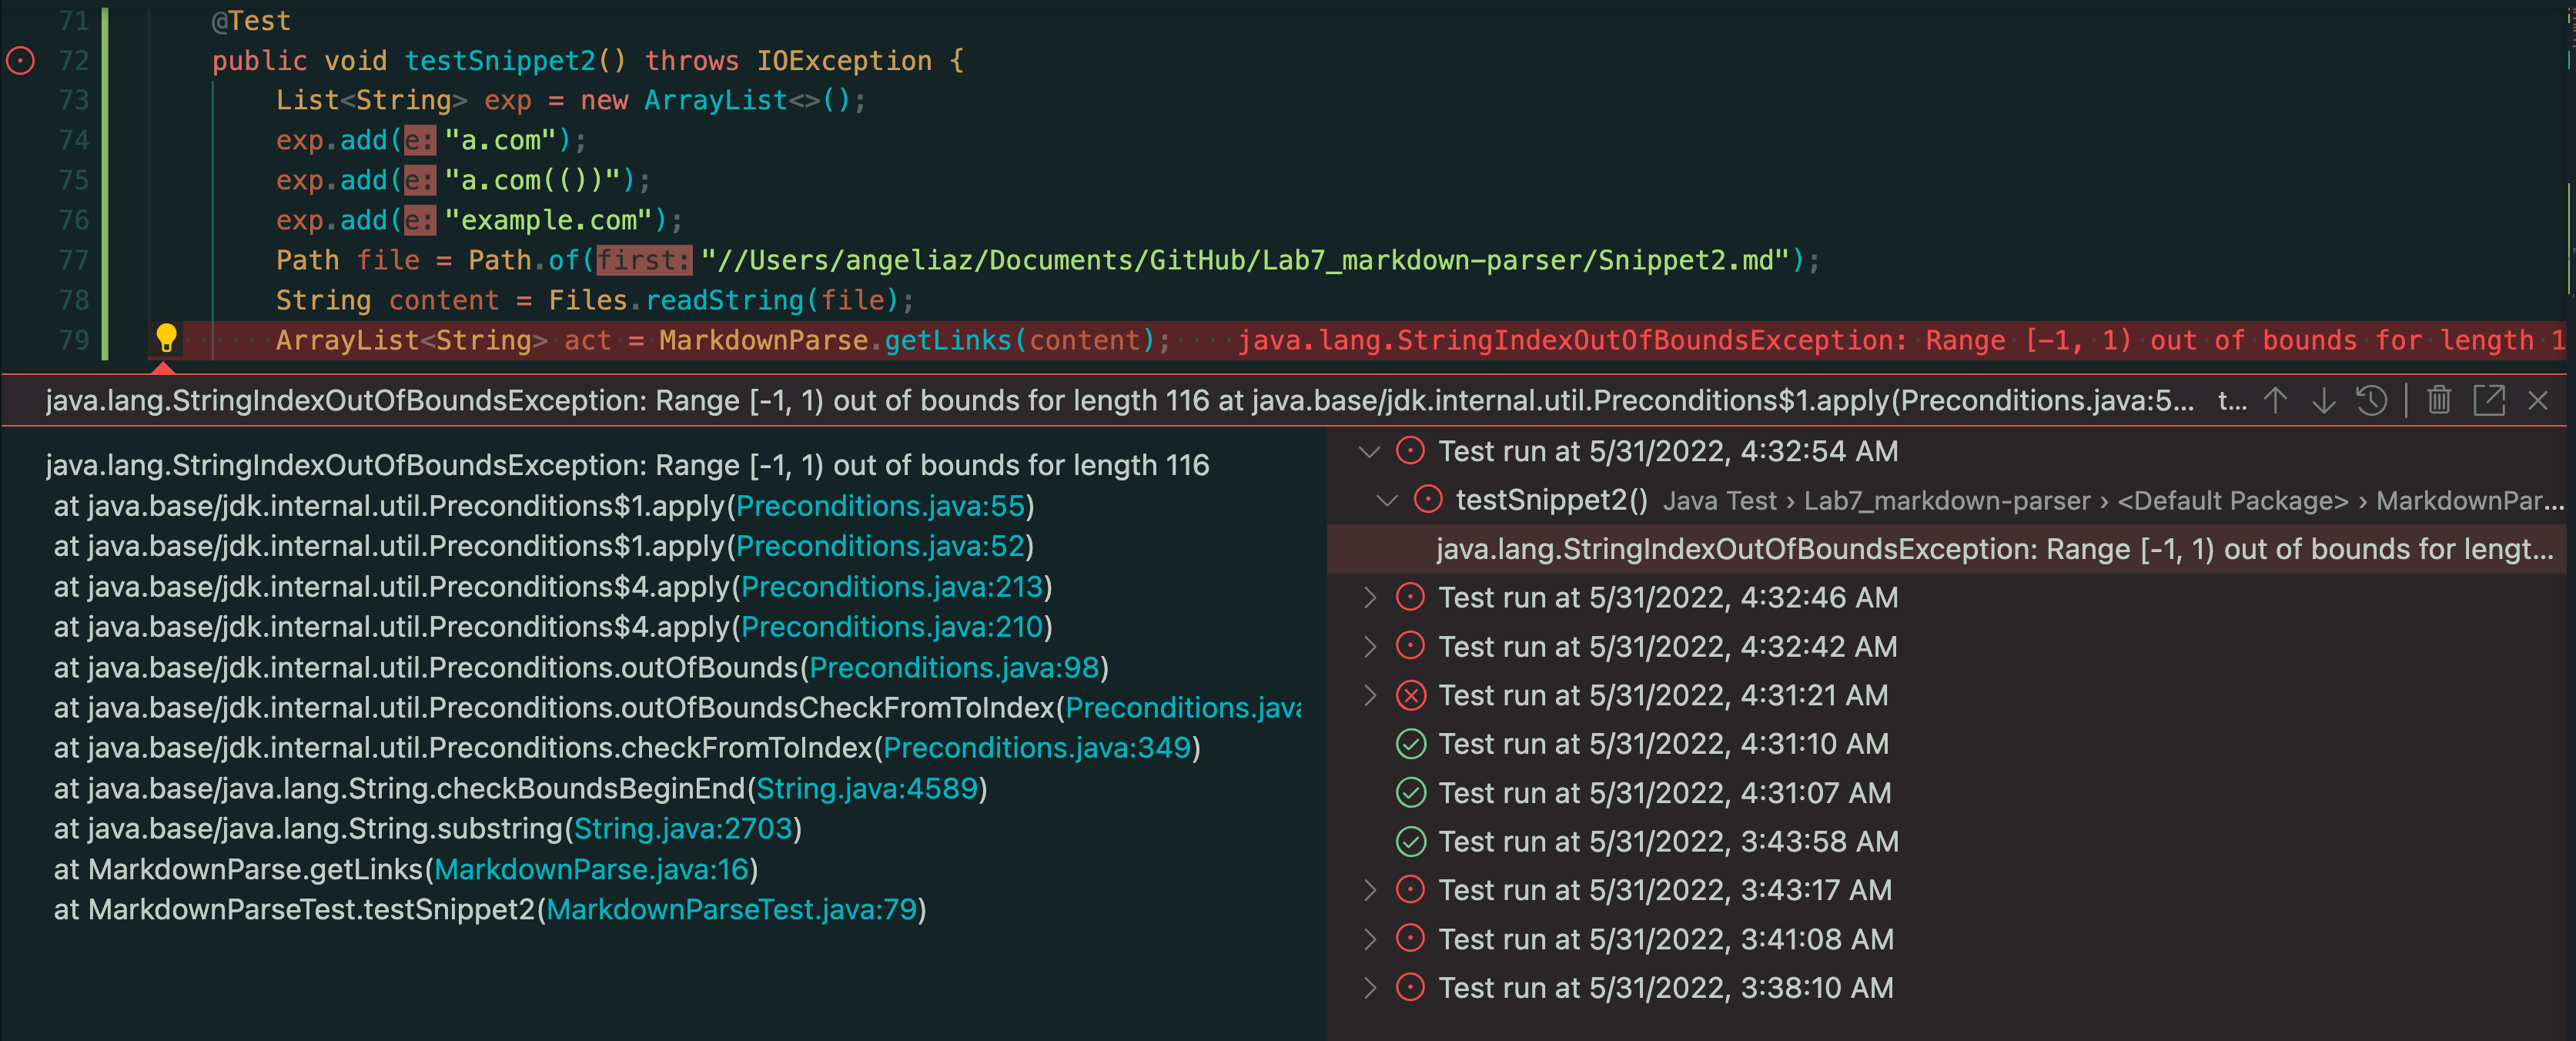 71 @Test
72 public void testSnippet2() throws IOException {
73 List<String> exp = new ArrayList<>();
74 exp.add(e: "a.com");
75 exp.add(e: "a.com(())");
76 exp.add(e: "example.com");
77 Path file = Path.of(first: "//Users/angeliaz/Documents/GitHub/Lab7_markdown-parser/Snippet2.md");
78 String content = Files.readString(file);
79 ArrayList<String> act = MarkdownParse.getLinks(content); java.lang.StringIndexOutOfBoundsException: Range [-1, 1) out of bounds for length 1
java.lang.StringIndexOutOfBoundsException: Range [-1, 1) out of bounds for length 116 at java.base/jdk.internal.util.Preconditions$1.apply(Preconditions.java:5... t...
java.lang.StringIndexOutOfBoundsException: Range [-1, 1) out of bounds for length 116
at java.base/jdk.internal.util.Preconditions$1.apply(Preconditions.java:55)
at java.base/jdk.internal.util.Preconditions$1.apply(Preconditions.java:52)
at java.base/jdk.internal.util.Preconditions$4.apply(Preconditions.java:213)
at java.base/jdk.internal.util.Preconditions$4.apply(Preconditions.java:210)
at java.base/jdk.internal.util.Preconditions.outOfBounds(Preconditions.java:98)
at java.base/jdk.internal.util.Preconditions.outOfBoundsCheckFromToIndex(Preconditions.java
at java.base/jdk.internal.util.Preconditions.checkFromToIndex(Preconditions.java:349)
at java.base/java.lang.String.checkBoundsBeginEnd(String.java:4589)
at java.base/java.lang.String.substring(String.java:2703)
at MarkdownParse.getLinks(MarkdownParse.java:16)
at MarkdownParseTest.testSnippet2(MarkdownParseTest.java:79)
Test run at 5/31/2022, 4:32:54 AM
testSnippet2() Java Test › Lab7_markdown-parser › <Default Package> › MarkdownPar...
java.lang.StringIndexOutOfBoundsException: Range [-1, 1) out of bounds for lengt...
Test run at 5/31/2022, 4:32:46 AM
Test run at 5/31/2022, 4:32:42 AM
Test run at 5/31/2022, 4:31:21 AM
Test run at 5/31/2022, 4:31:10 AM
Test run at 5/31/2022, 4:31:07 AM
Test run at 5/31/2022, 3:43:58 AM
Test run at 5/31/2022, 3:43:17 AM
Test run at 5/31/2022, 3:41:08 AM
Test run at 5/31/2022, 3:38:10 AM